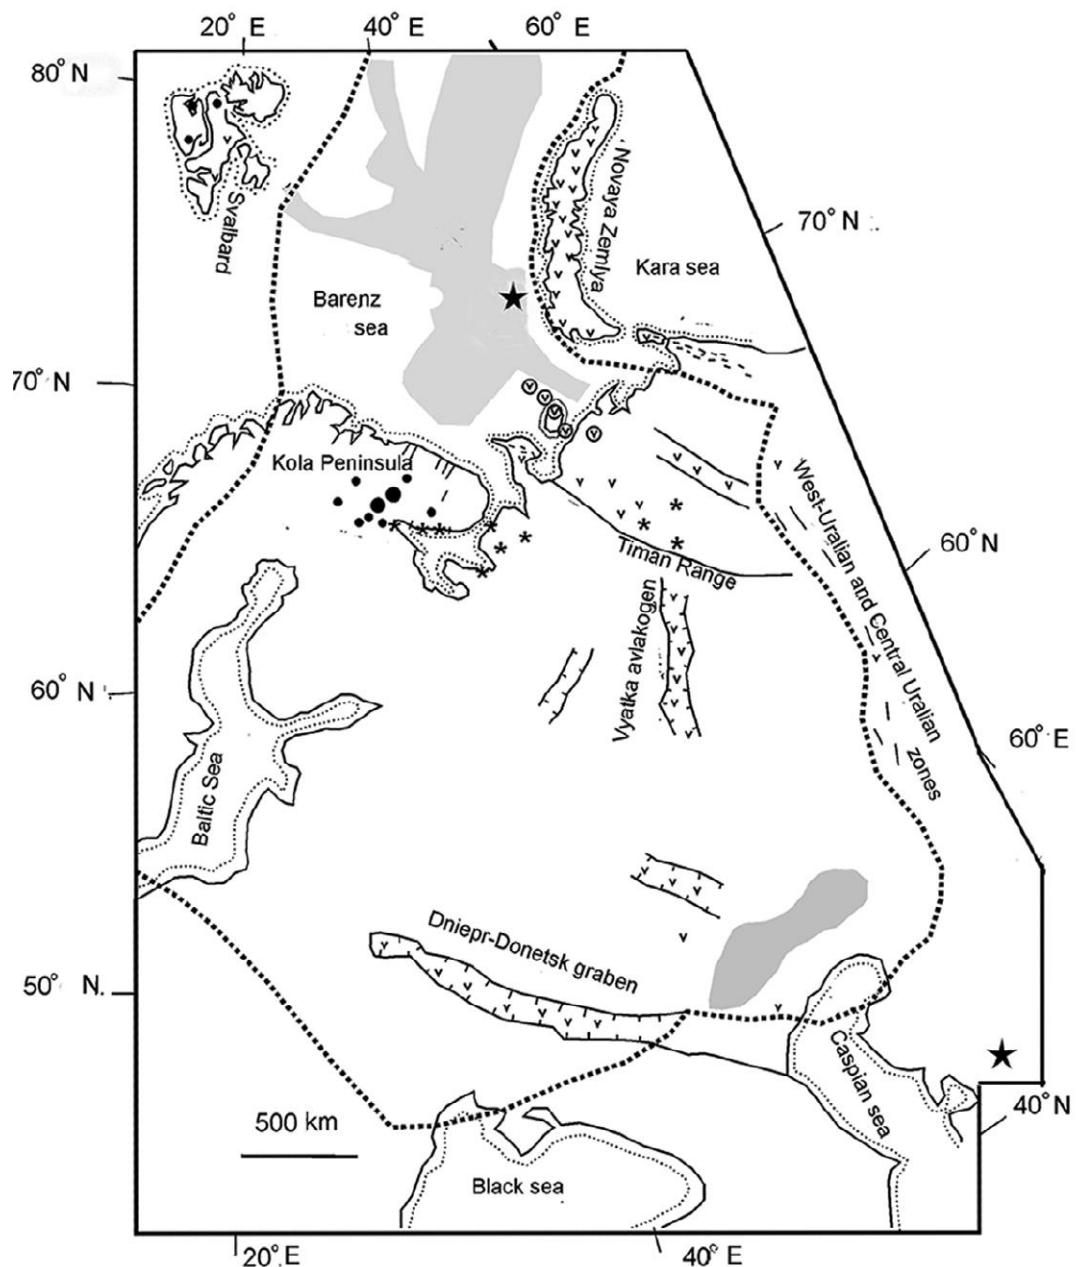 20° E
40° E
60° E
80° N
Svalbard
Novaya Zemlya
70° N
Kara sea
Barenz
sea
70° N
Kola Peninsula
West-Uralian and Central Uralian
zones
60° N
Timan Range
Vyatka avlakogen
60° N
60° E
Baltic Sea
Dniepr-Donetsk graben
50° N.
Caspian sea
40° N
500 km
Black sea
20° E
40° E